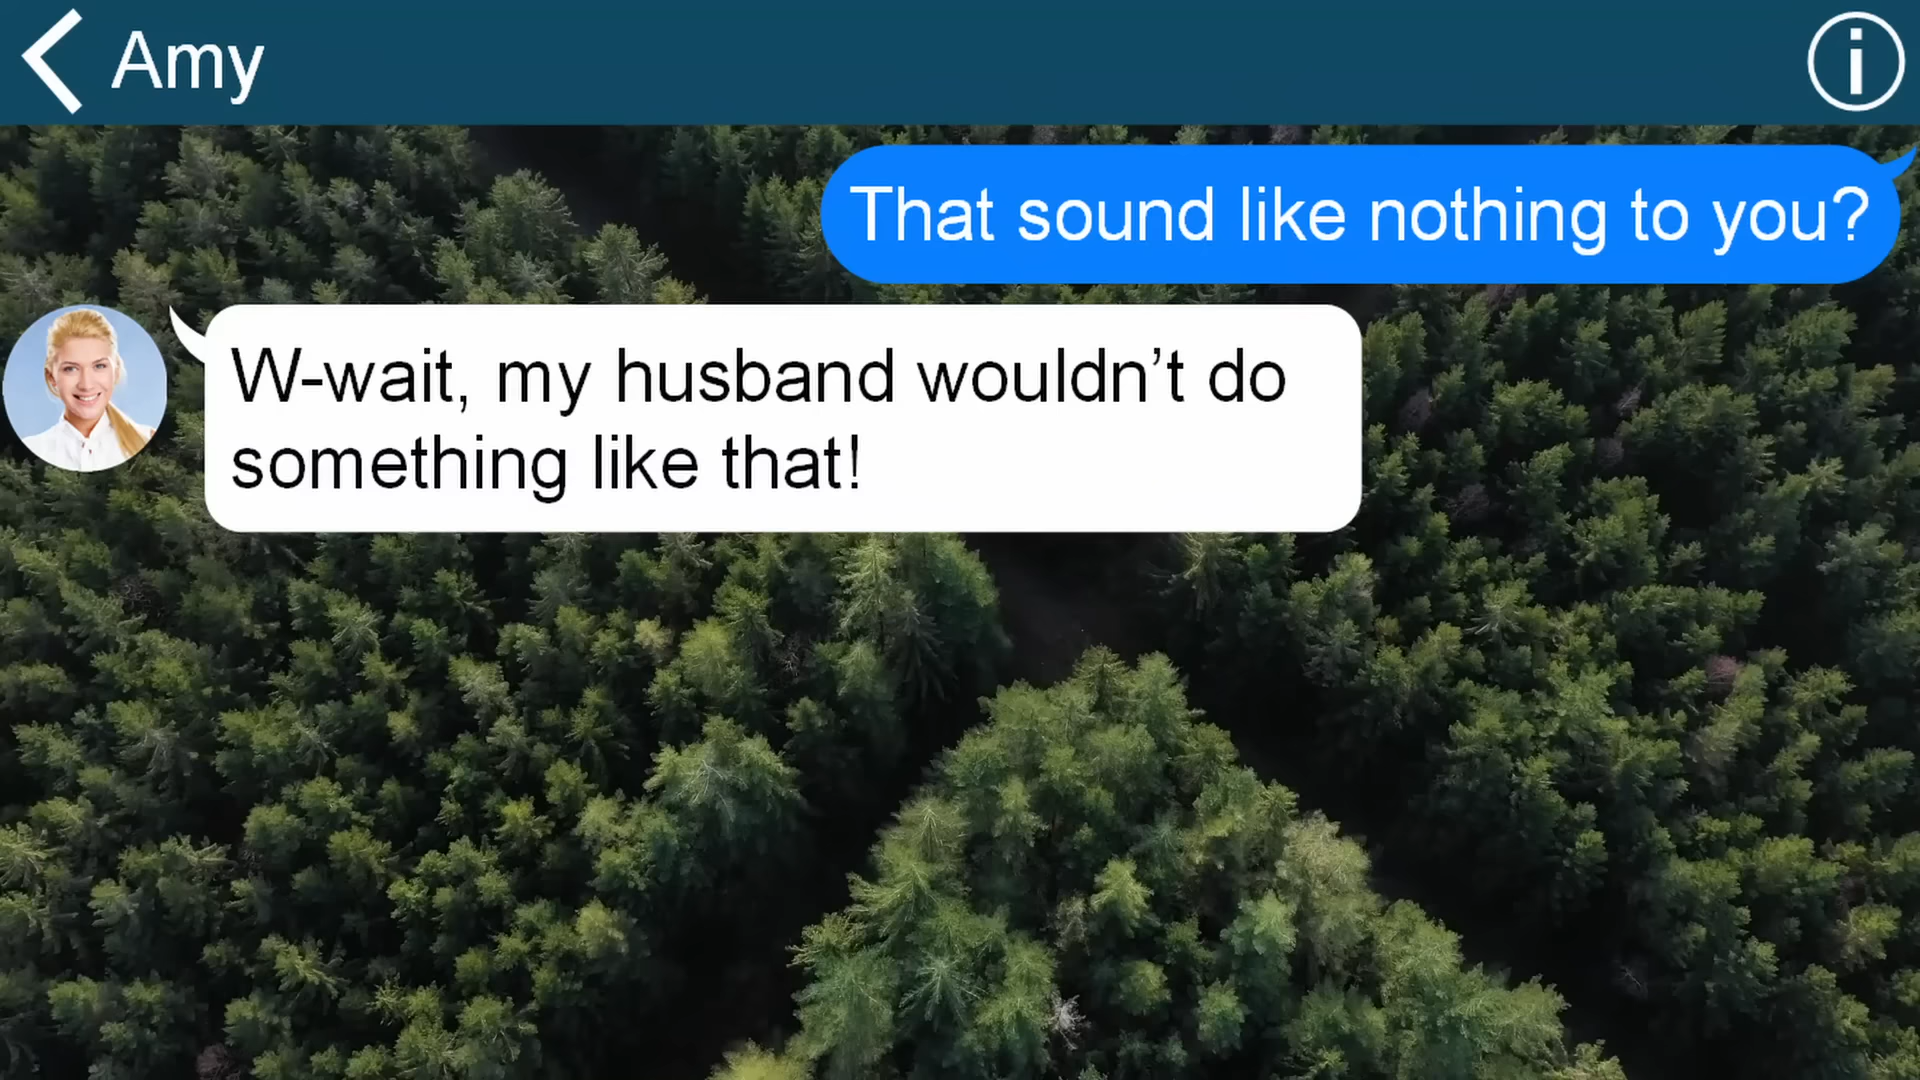 Amy
That sound like nothing to you?
W-wait, my husband wouldn’t do
something like that!